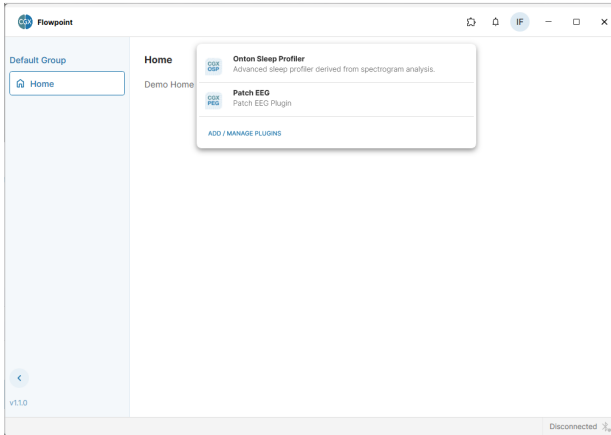 CGX Flowpoint
IF
Default Group
Home
Home
Demo Home
CGX OSP
Onton Sleep Profiler
Advanced sleep profiler derived from spectrogram analysis.
CGX PEG
Patch EEG
Patch EEG Plugin
ADD / MANAGE PLUGINS
v1.1.0
Disconnected